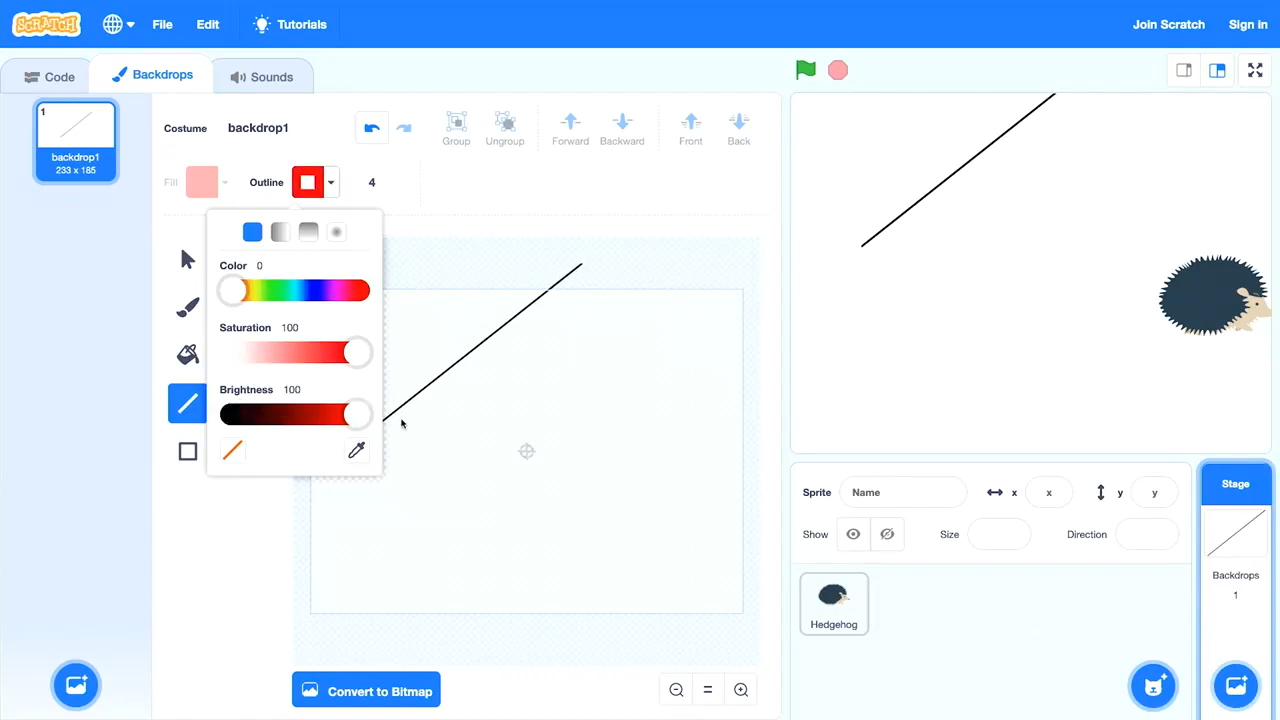 SCRATCH
File
Edit
Tutorials
Join Scratch
Sign in
Code
Backdrops
Sounds
1
backdrop1
233 x 185
Costume
backdrop1
Group
Ungroup
Forward
Backward
Front
Back
Fill
Outline
4
Color 0
Saturation 100
Brightness 100
Convert to Bitmap
Sprite
Name
x
x
y
y
Show
Size
Direction
Hedgehog
Stage
Backdrops
1